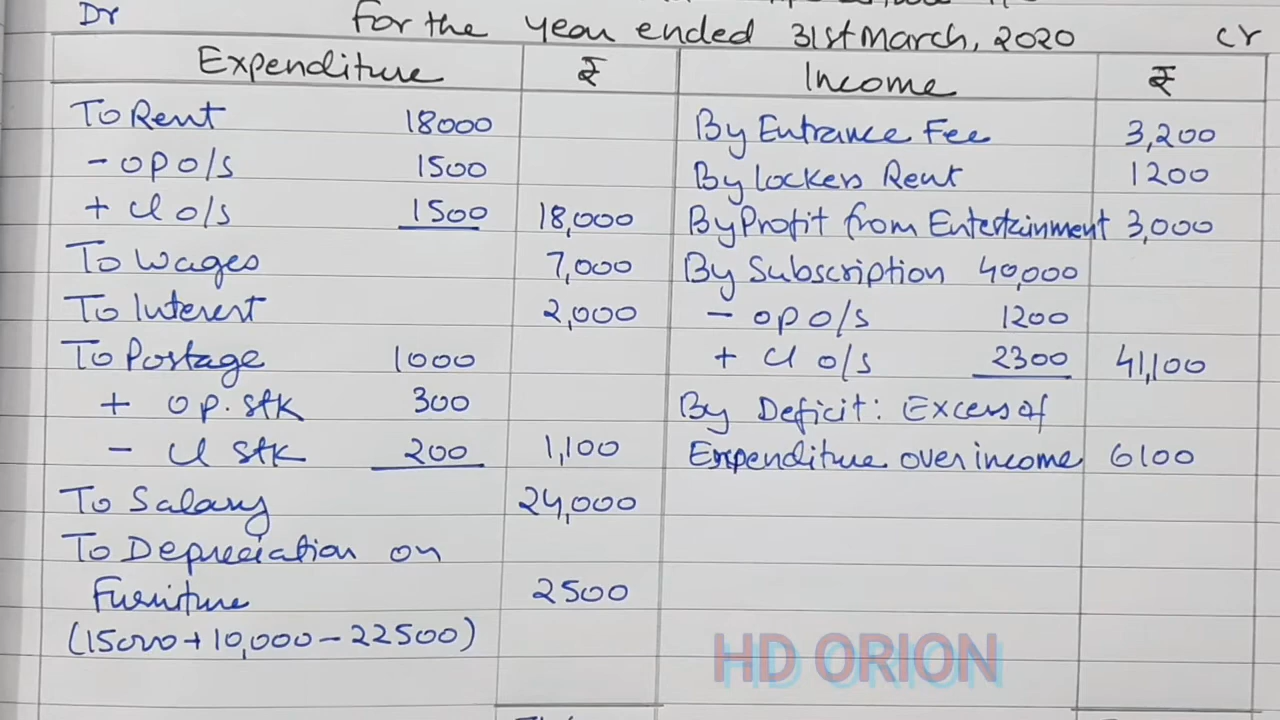 Dr for the year ended 31st March, 2020 Cr
Expenditure ₹ Income ₹
To Rent 18000 By Entrance Fee 3,200
- op o/s 1500 By lockers Rent 1200
+ Cl o/s 1500 18,000 By Profit from Entertainment 3,000
To Wages 7,000 By Subscription 40,000
To Interest 2,000 - op o/s 1200
To Postage 1000 + Cl o/s 2300 41,100
+ op. stk 300 By Deficit: Excess of
- Cl stk 200 1,100 Expenditure over income 6100
To Salary 24,000
To Depreciation on
Furniture 2500
(15000 + 10,000 - 22500)
HD ORION